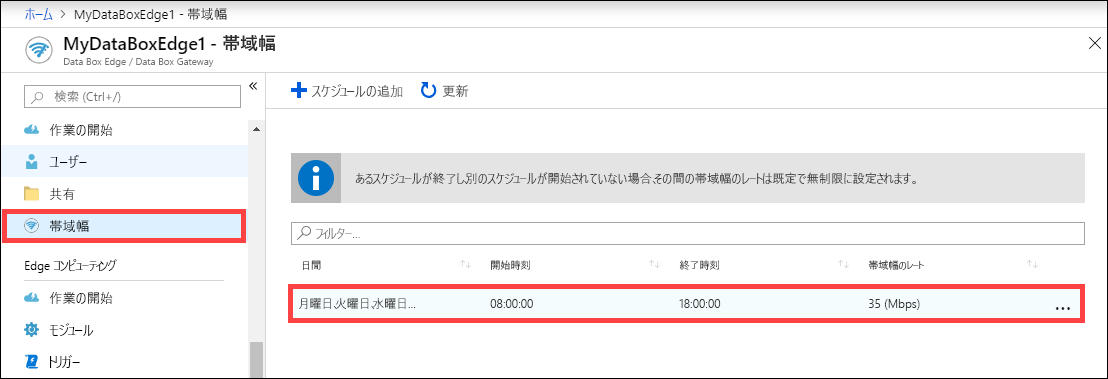 ホーム > MyDataBoxEdge1 - 帯域幅
MyDataBoxEdge1 - 帯域幅
Data Box Edge / Data Box Gateway
検索 (Ctrl+/)
作業の開始
ユーザー
共有
帯域幅
Edge コンピューティング
作業の開始
モジュール
トリガー
スケジュールの追加 更新
あるスケジュールが終了し別のスケジュールが開始されていない場合、その間の帯域幅のレートは既定で無制限に設定されます。
フィルター...
日間 開始時刻 終了時刻 帯域幅のレート
月曜日,火曜日,水曜日... 08:00:00 18:00:00 35 (Mbps) ...